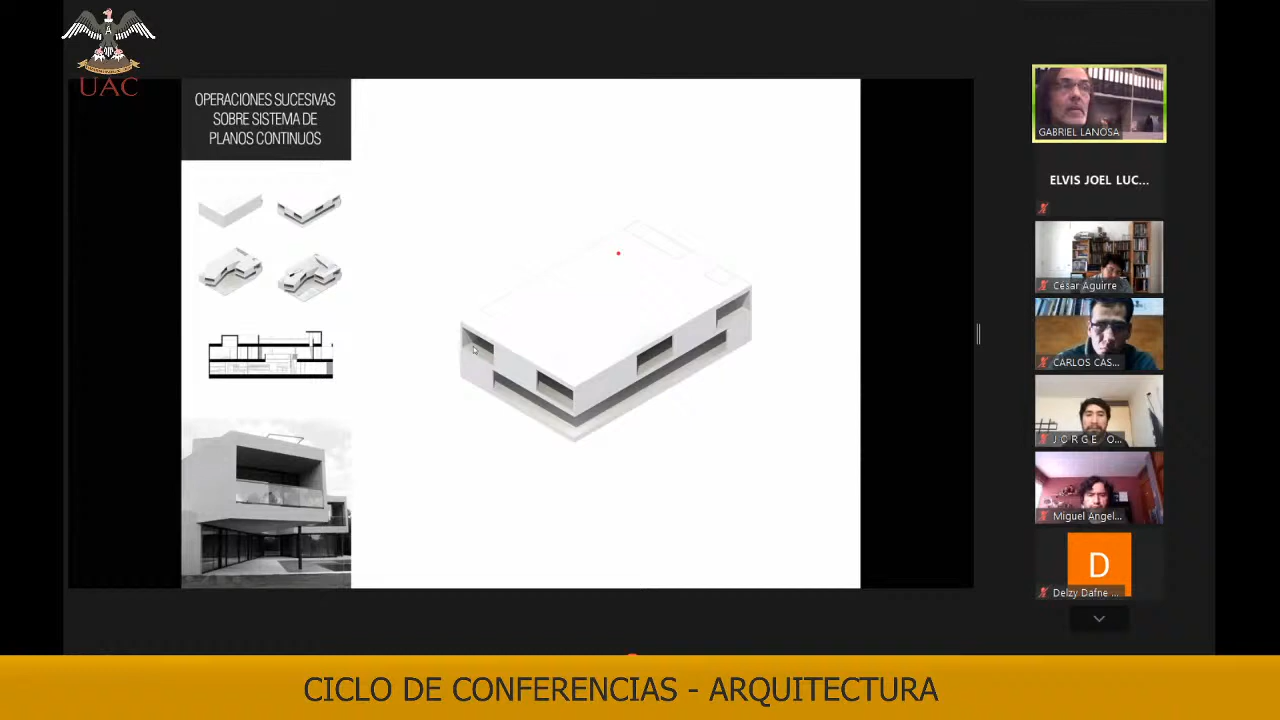 UAC
OPERACIONES SUCESIVAS
SOBRE SISTEMA DE
PLANOS CONTINUOS
GABRIEL LANOSA
ELVIS JOEL LUC...
César Aguirre
CARLOS CAS...
J O R G E O...
Miguel Angel...
D
Delzy Dafne ...
CICLO DE CONFERENCIAS - ARQUITECTURA